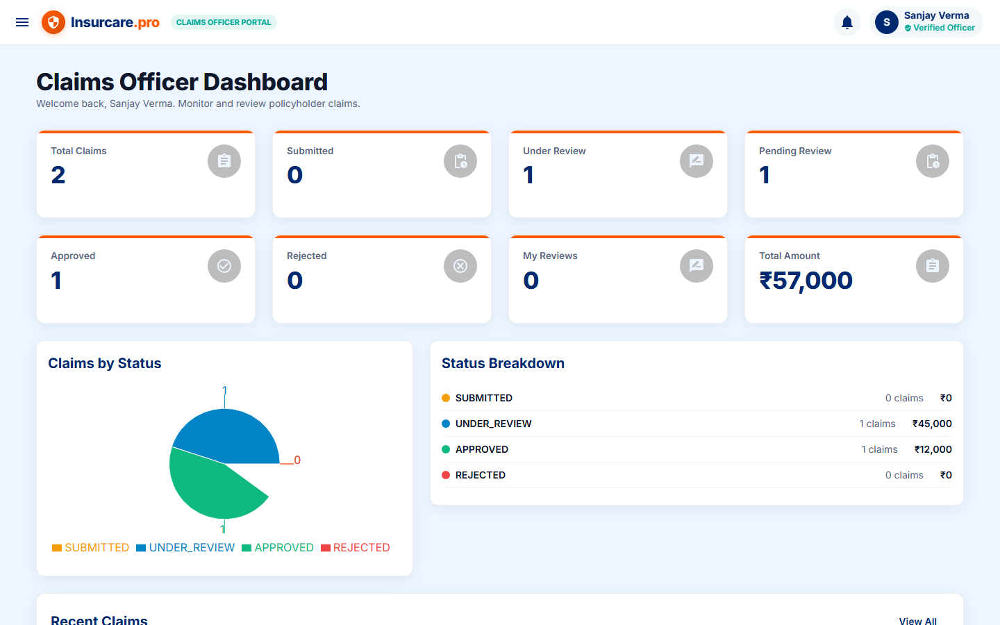 Insurcare.pro
CLAIMS OFFICER PORTAL
S
Sanjay Verma
Verified Officer
Claims Officer Dashboard
Welcome back, Sanjay Verma. Monitor and review policyholder claims.
Total Claims
2
Submitted
0
Under Review
1
Pending Review
1
Approved
1
Rejected
0
My Reviews
0
Total Amount
₹57,000
Claims by Status
1
0
1
SUBMITTED UNDER_REVIEW APPROVED REJECTED
Status Breakdown
SUBMITTED 0 claims ₹0
UNDER_REVIEW 1 claims ₹45,000
APPROVED 1 claims ₹12,000
REJECTED 0 claims ₹0
Recent Claims
View All